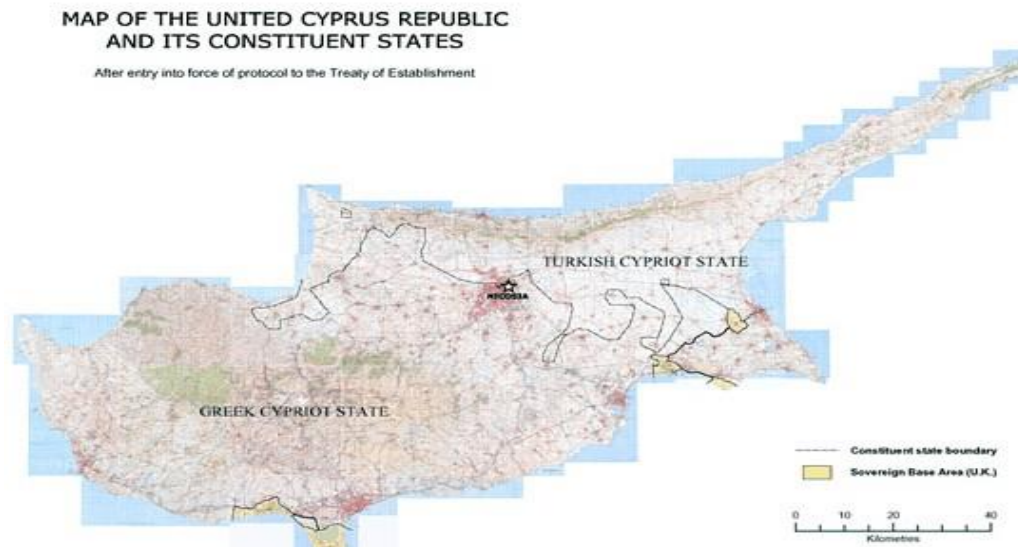 MAP OF THE UNITED CYPRUS REPUBLIC
AND ITS CONSTITUENT STATES
After entry into force of protocol to the Treaty of Establishment
TURKISH CYPRIOT STATE
NICOSIA
GREEK CYPRIOT STATE
Constituent state boundary
Sovereign Base Area (U.K.)
0 10 20 40
Kilometres